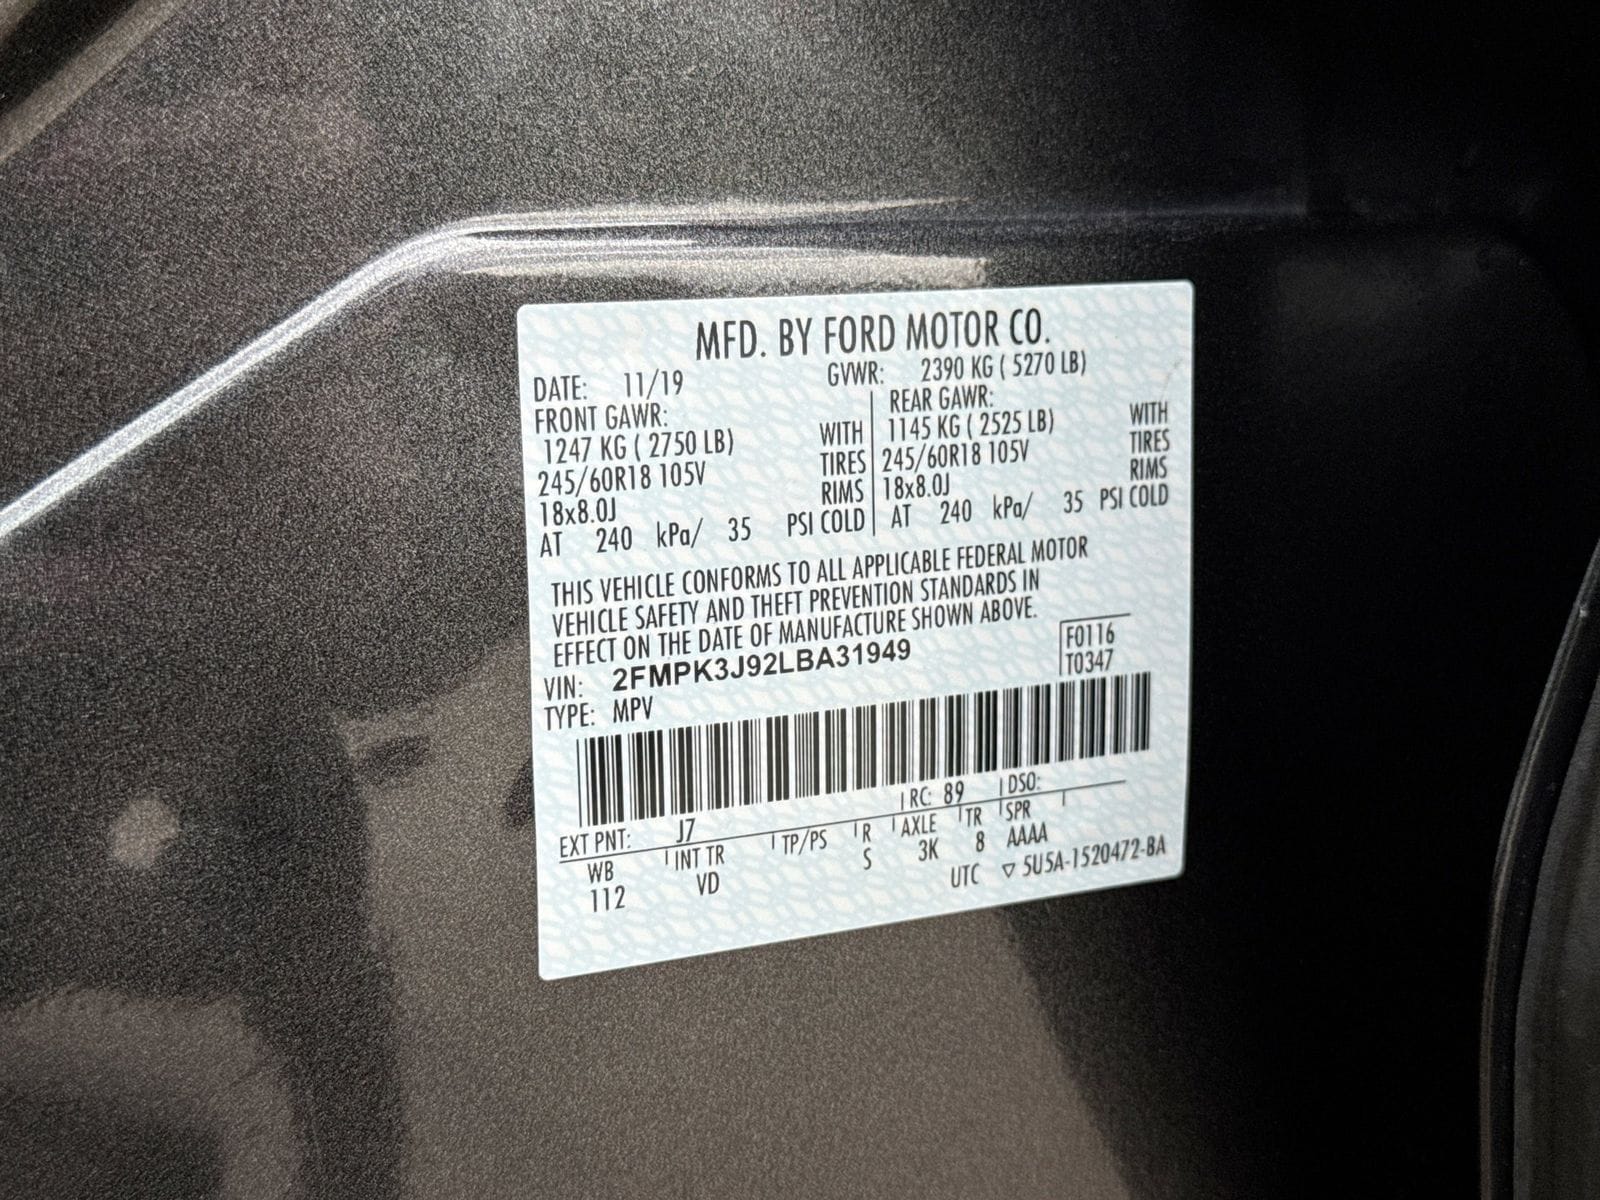 MFD. BY FORD MOTOR CO.
DATE: 11/19 GVWR: 2390 KG ( 5270 LB)
FRONT GAWR: REAR GAWR:
1247 KG ( 2750 LB) WITH 1145 KG ( 2525 LB) WITH
245/60R18 105V TIRES 245/60R18 105V TIRES
18x8.0J RIMS 18x8.0J RIMS
AT 240 kPa/ 35 PSI COLD AT 240 kPa/ 35 PSI COLD
THIS VEHICLE CONFORMS TO ALL APPLICABLE FEDERAL MOTOR
VEHICLE SAFETY AND THEFT PREVENTION STANDARDS IN
EFFECT ON THE DATE OF MANUFACTURE SHOWN ABOVE.
VIN: 2FMPK3J92LBA31949 F0116
TYPE: MPV T0347
EXT PNT: J7 RC: 89 DSO:
WB INT TR TP/PS R AXLE TR SPR
112 VD S 3K 8 AAAA
UTC ▽ 5U5A-1520472-BA